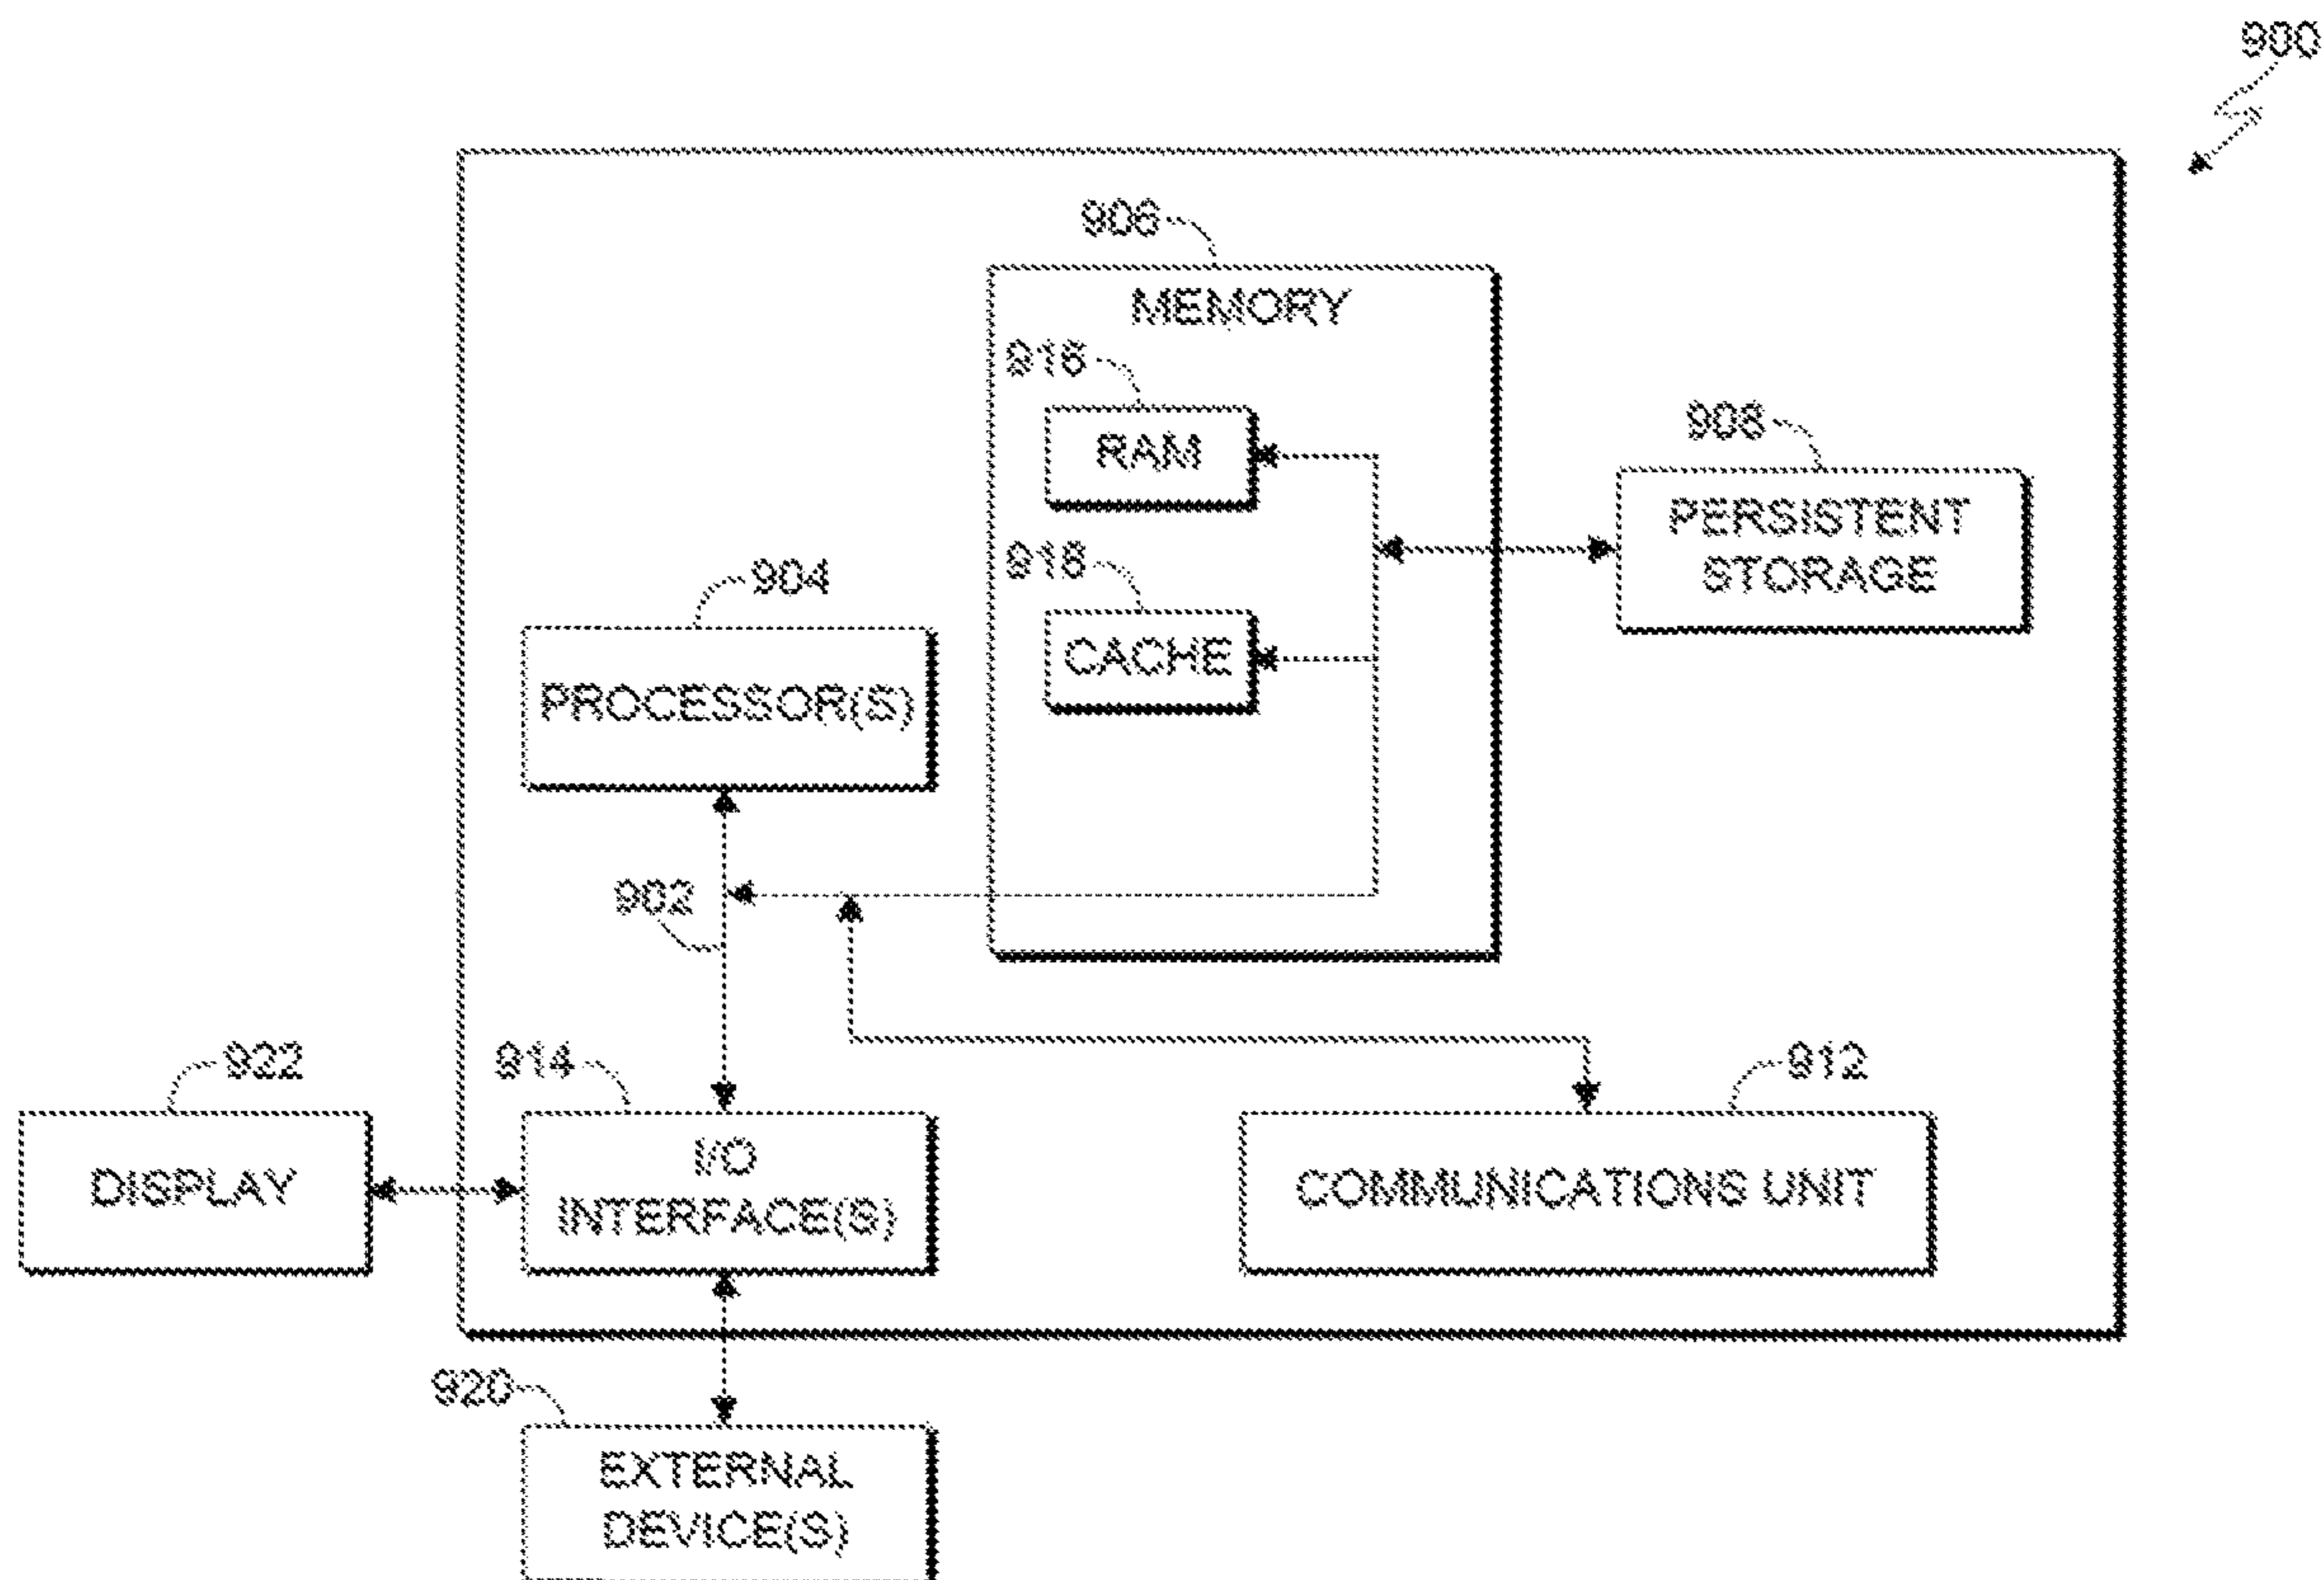 900
906
MEMORY
916
RAM
908
PERSISTENT
STORAGE
918
CACHE
904
PROCESSOR(S)
902
922
DISPLAY
914
I/O
INTERFACE(S)
912
COMMUNICATIONS UNIT
920
EXTERNAL
DEVICE(S)